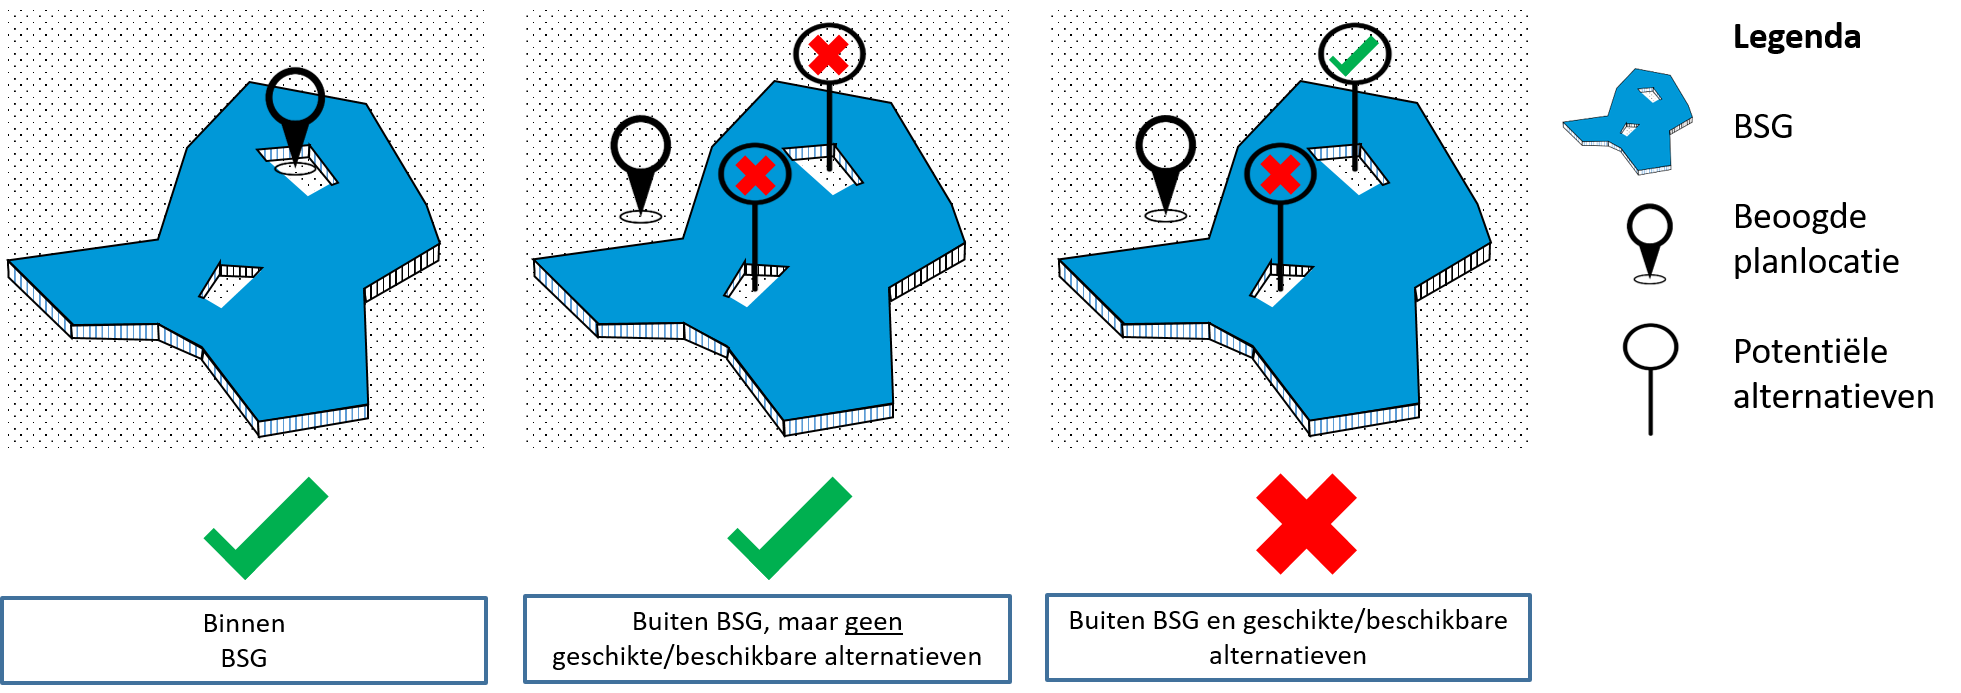 Legenda
BSG
Beoogde
planlocatie
Potentiële
alternatieven
Binnen
BSG
Buiten BSG, maar geen
geschikte/beschikbare alternatieven
Buiten BSG en geschikte/beschikbare
alternatieven